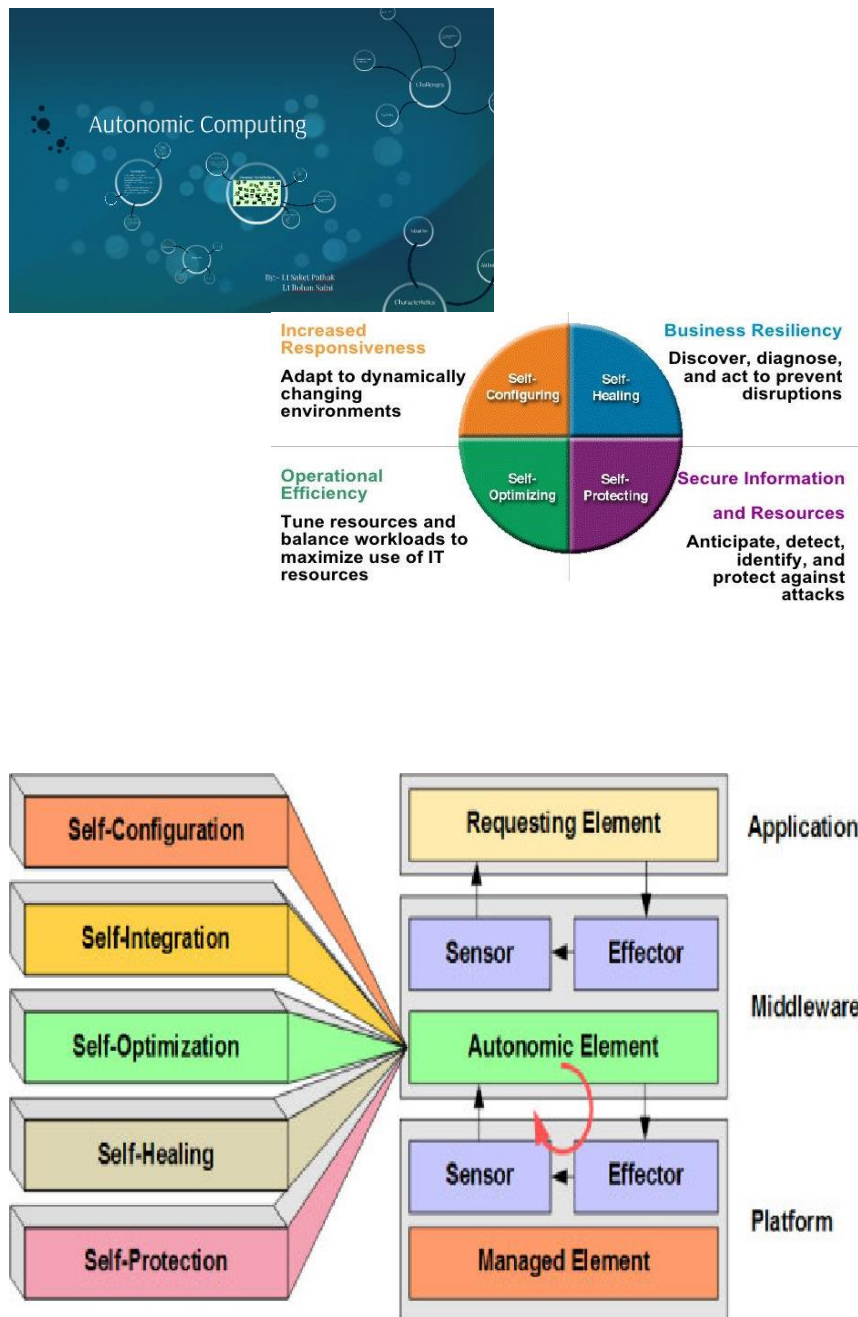 Autonomic Computing
Challenges
Adaptive
Characteristics
By:- Lt Saket Pathak
Lt Rohan Saini
Increased
Responsiveness
Adapt to dynamically
changing
environments
Self-
Configuring
Self-
Healing
Business Resiliency
Discover, diagnose,
and act to prevent
disruptions
Operational
Efficiency
Tune resources and
balance workloads to
maximize use of IT
resources
Self-
Optimizing
Self-
Protecting
Secure Information
and Resources
Anticipate, detect,
identify, and
protect against
attacks
Self-Configuration
Self-Integration
Self-Optimization
Self-Healing
Self-Protection
Requesting Element
Application
Sensor
Effector
Middleware
Autonomic Element
Sensor
Effector
Platform
Managed Element